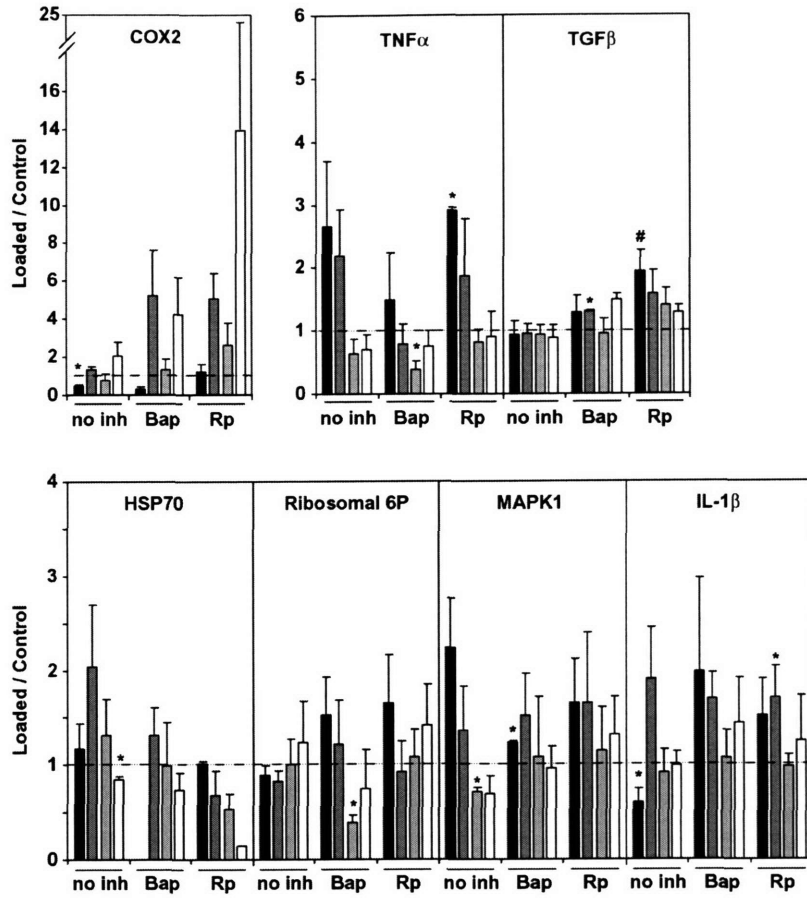 25
COX2
16
14
12
10
8
6
4
2
0
Loaded / Control
*
no inh Bap Rp
6
TNFα TGFβ
5
4
3
2
1
0
* * * #
no inh Bap Rp no inh Bap Rp
4
HSP70 Ribosomal 6P MAPK1 IL-1β
3
2
1
0
Loaded / Control
* * * * * *
no inh Bap Rp no inh Bap Rp no inh Bap Rp no inh Bap Rp